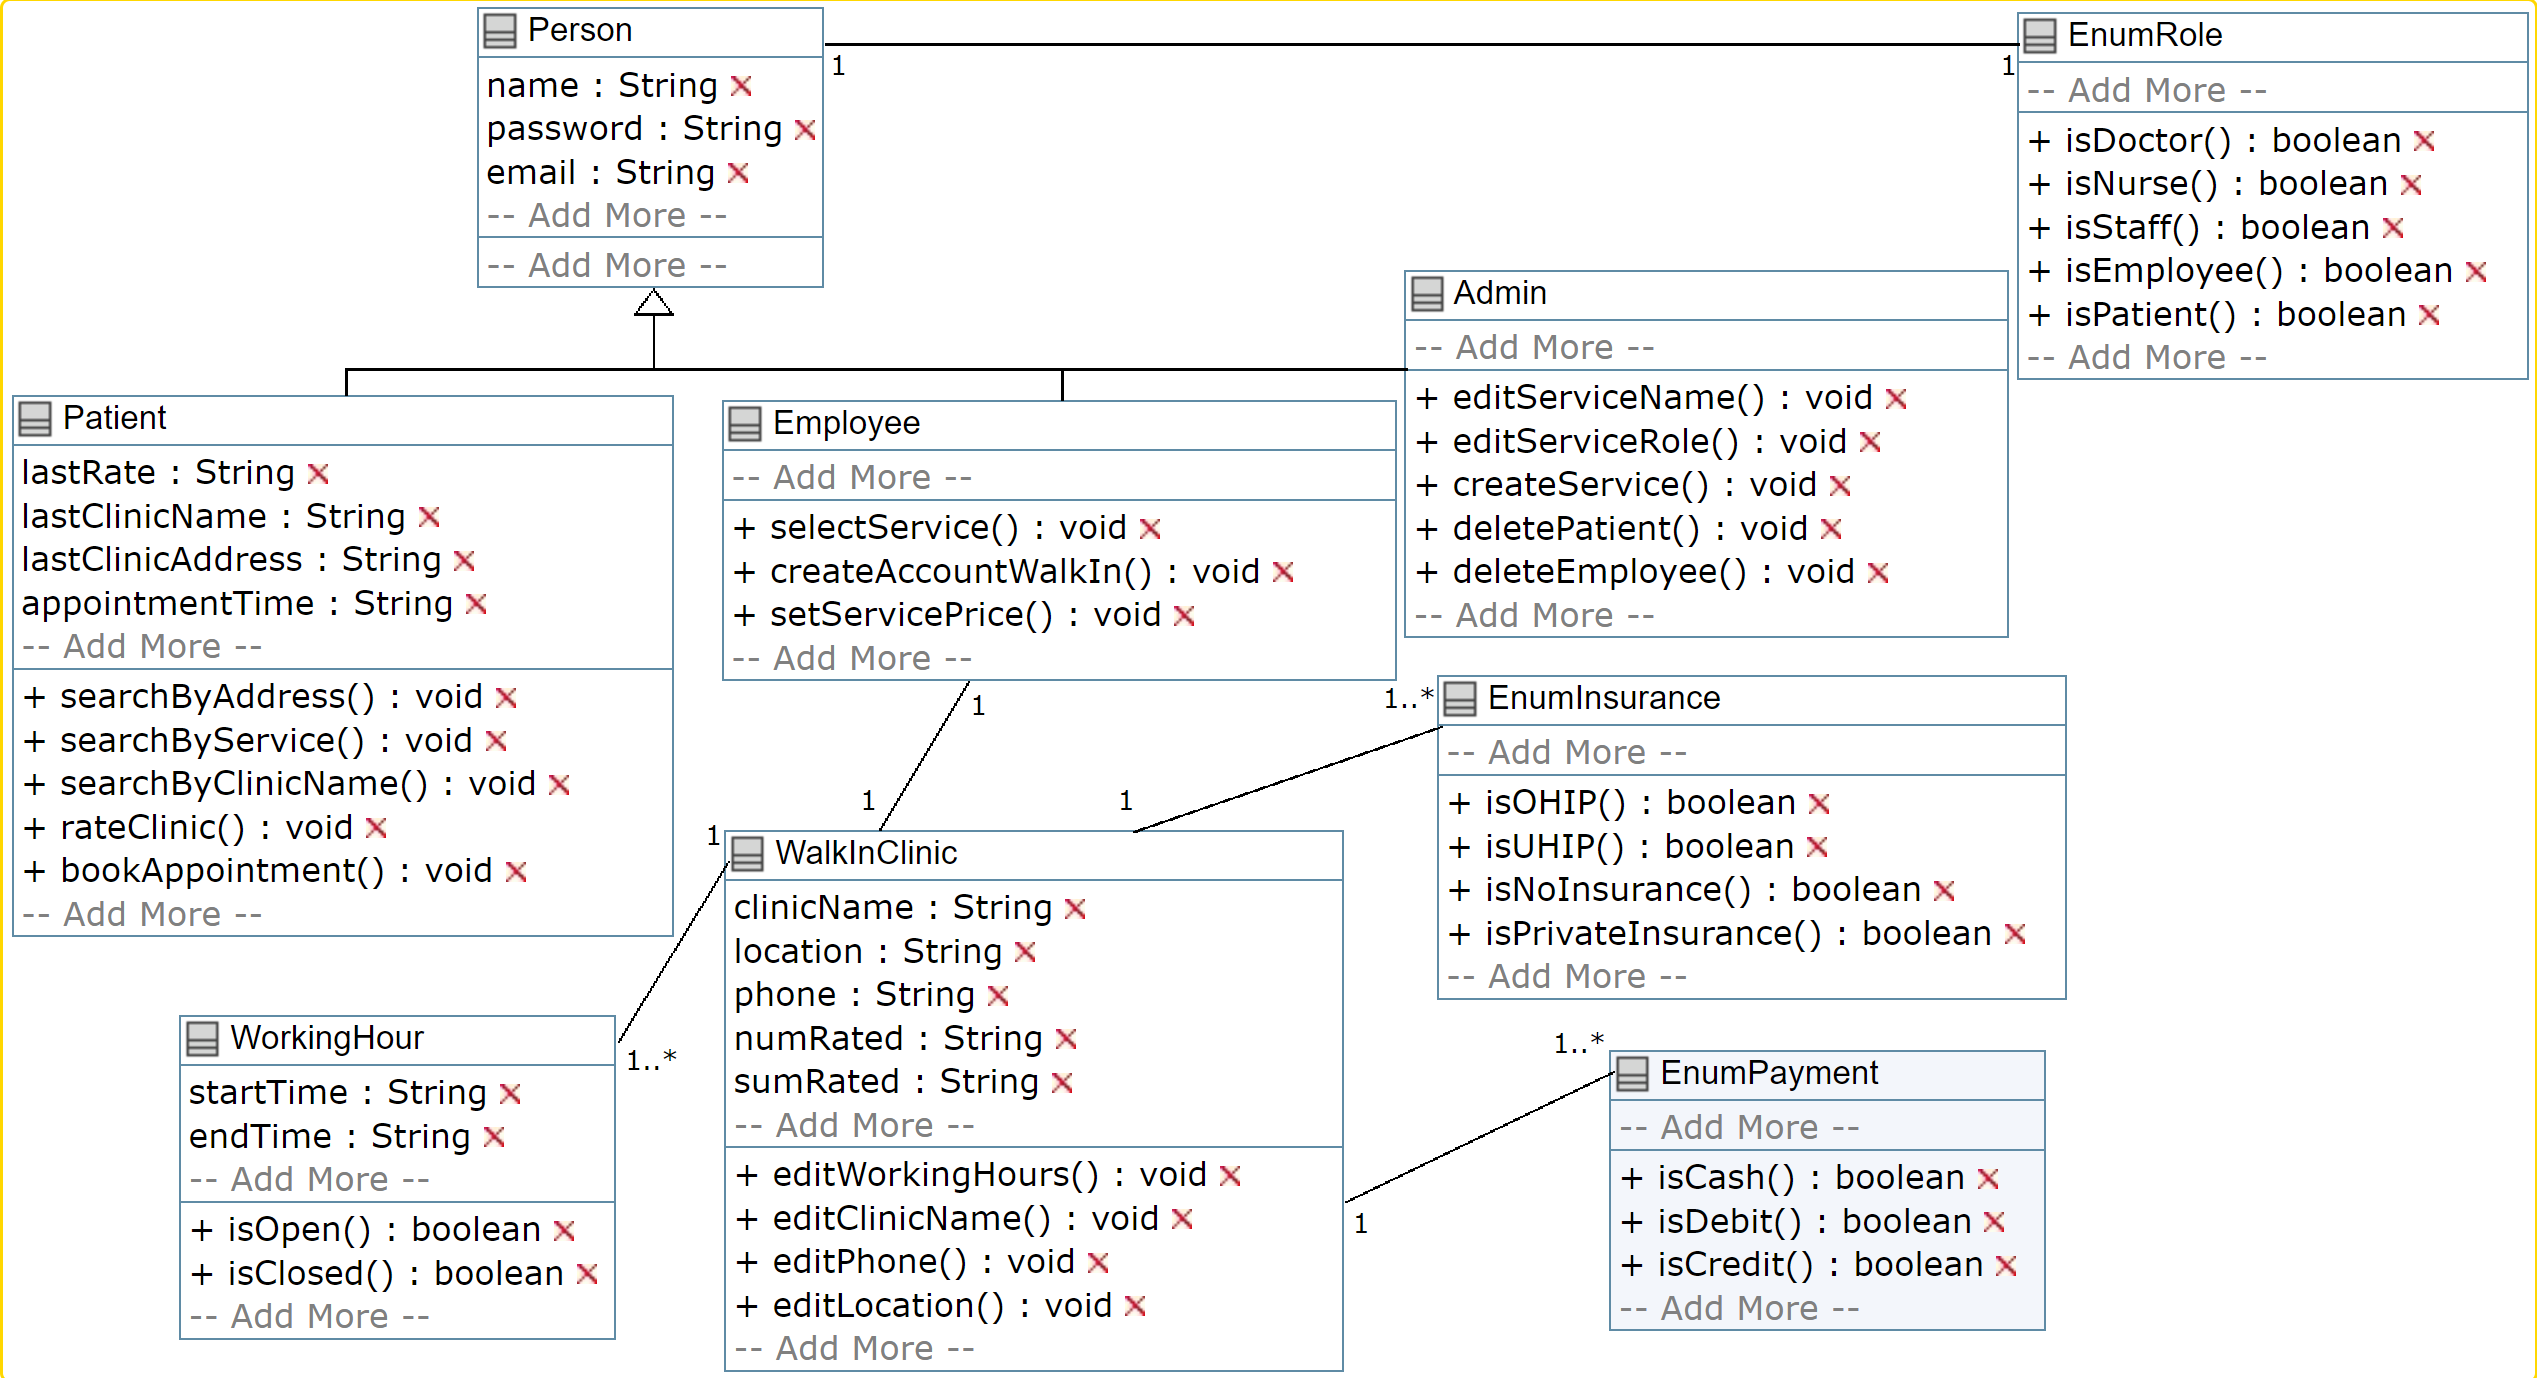 Person
name : String
password : String
email : String
-- Add More --
-- Add More --
1
1
EnumRole
-- Add More --
+ isDoctor() : boolean
+ isNurse() : boolean
+ isStaff() : boolean
+ isEmployee() : boolean
+ isPatient() : boolean
-- Add More --
Admin
-- Add More --
+ editServiceName() : void
+ editServiceRole() : void
+ createService() : void
+ deletePatient() : void
+ deleteEmployee() : void
-- Add More --
Patient
lastRate : String
lastClinicName : String
lastClinicAddress : String
appointmentTime : String
-- Add More --
+ searchByAddress() : void
+ searchByService() : void
+ searchByClinicName() : void
+ rateClinic() : void
+ bookAppointment() : void
-- Add More --
Employee
-- Add More --
+ selectService() : void
+ createAccountWalkIn() : void
+ setServicePrice() : void
-- Add More --
1
1
1..*
1
EnumInsurance
-- Add More --
+ isOHIP() : boolean
+ isUHIP() : boolean
+ isNoInsurance() : boolean
+ isPrivateInsurance() : boolean
-- Add More --
1
1..*
WalkInClinic
clinicName : String
location : String
phone : String
numRated : String
sumRated : String
-- Add More --
+ editWorkingHours() : void
+ editClinicName() : void
+ editPhone() : void
+ editLocation() : void
-- Add More --
WorkingHour
startTime : String
endTime : String
-- Add More --
+ isOpen() : boolean
+ isClosed() : boolean
-- Add More --
1..*
1
EnumPayment
-- Add More --
+ isCash() : boolean
+ isDebit() : boolean
+ isCredit() : boolean
-- Add More --